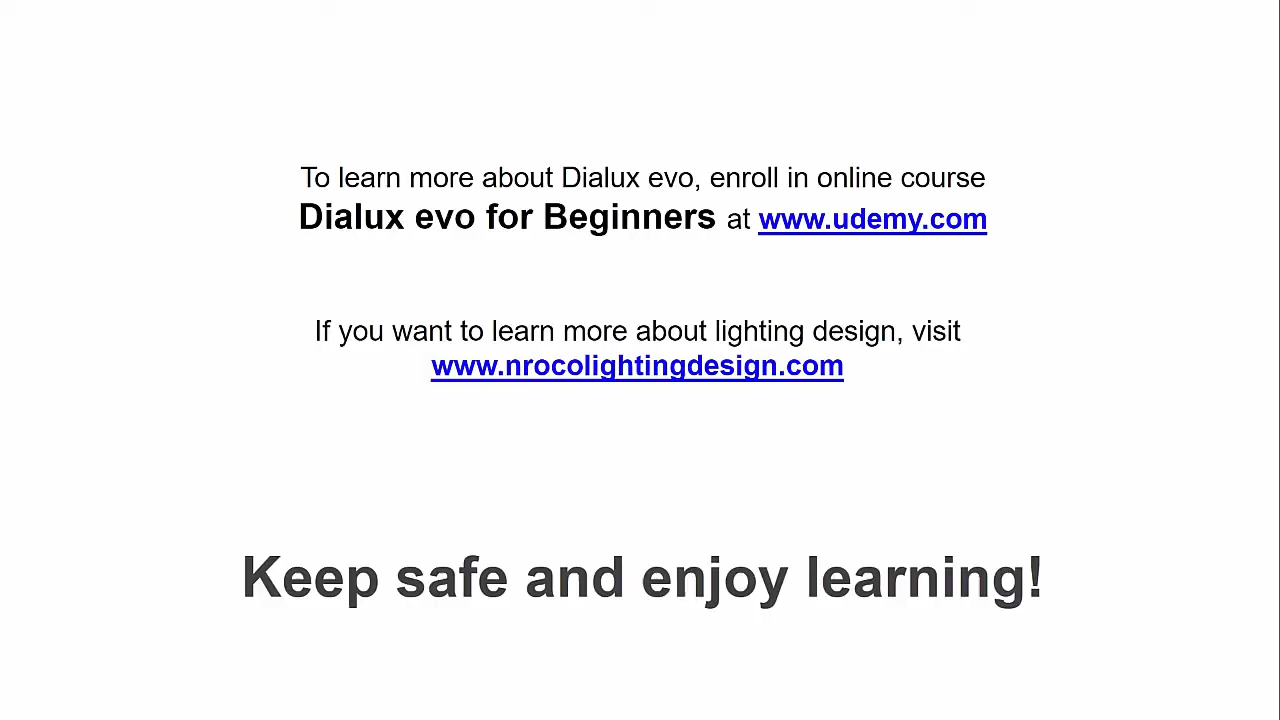 To learn more about Dialux evo, enroll in online course
Dialux evo for Beginners at www.udemy.com
If you want to learn more about lighting design, visit
www.nrocolightingdesign.com
Keep safe and enjoy learning!